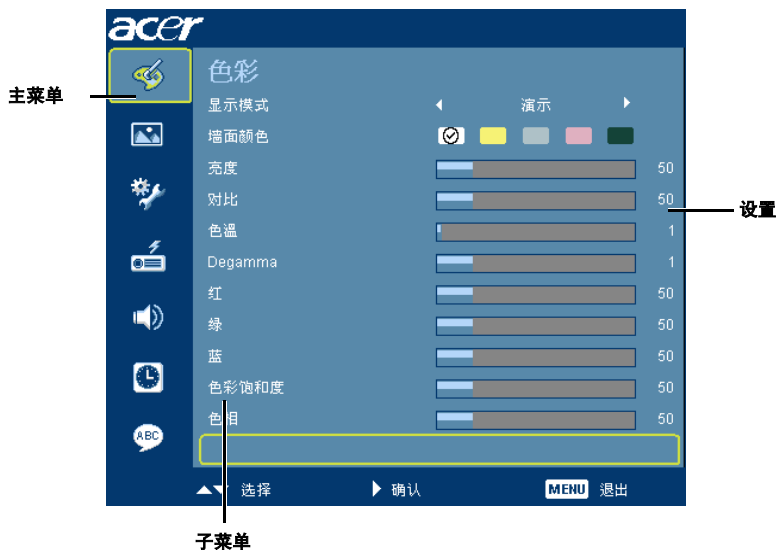 acer
主菜单
色彩
显示模式 演示
墙面颜色
亮度 50
对比 50
设置
色溫 1
Degamma 1
红 50
绿 50
蓝 50
色彩饱和度 50
色相 50
ABC
选择 确认 MENU 退出
子菜单